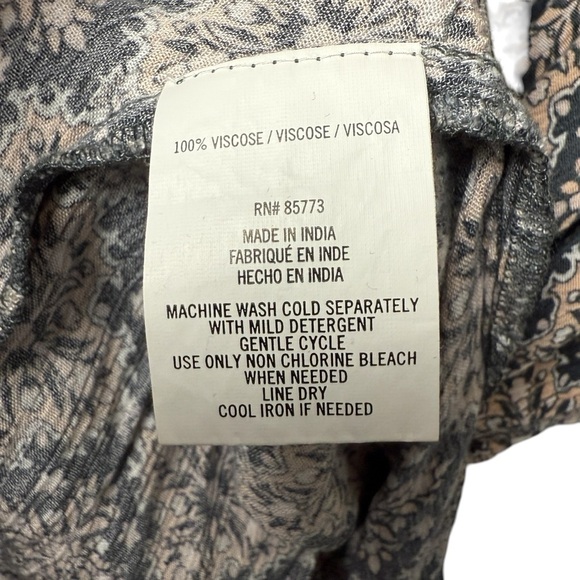 100% VISCOSE / VISCOSE / VISCOSA
RN# 85773
MADE IN INDIA
FABRIQUÉ EN INDE
HECHO EN INDIA
MACHINE WASH COLD SEPARATELY
WITH MILD DETERGENT
GENTLE CYCLE
USE ONLY NON CHLORINE BLEACH
WHEN NEEDED
LINE DRY
COOL IRON IF NEEDED